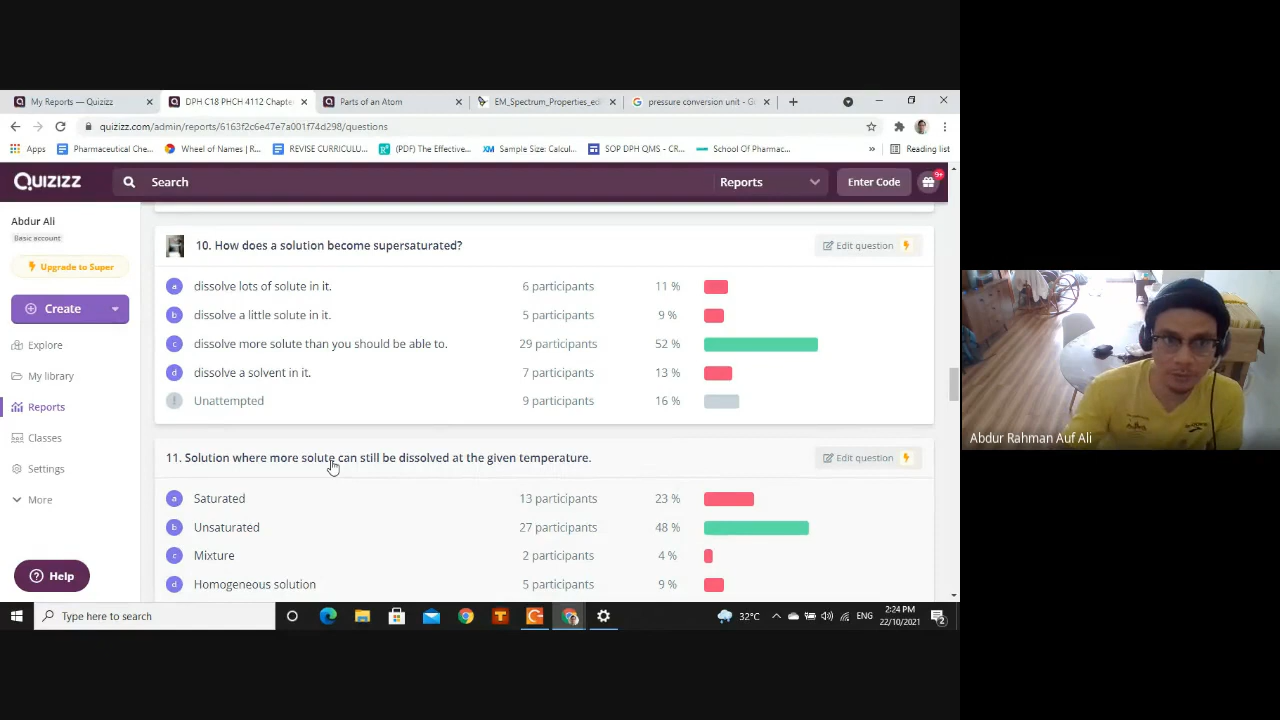 My Reports — Quizizz
DPH C18 PHCH 4112 Chapte
Parts of an Atom
EM_Spectrum_Properties_ed
pressure conversion unit - G
quizizz.com/admin/reports/6163f2c6e47e7a001f74d298/questions
Apps
Pharmaceutical Che...
Wheel of Names | R...
REVISE CURRICULU...
(PDF) The Effective...
XM Sample Size: Calcul...
SOP DPH QMS - CR...
School Of Pharmac...
»
Reading list
QUIZIZZ
Search
Reports
Enter Code
9+
Abdur Ali
Basic account
Upgrade to Super
Create
Explore
My library
Reports
Classes
Settings
More
Help
10. How does a solution become supersaturated?
Edit question
a dissolve lots of solute in it. 6 participants 11 %
b dissolve a little solute in it. 5 participants 9 %
c dissolve more solute than you should be able to. 29 participants 52 %
d dissolve a solvent in it. 7 participants 13 %
! Unattempted 9 participants 16 %
11. Solution where more solute can still be dissolved at the given temperature.
Edit question
a Saturated 13 participants 23 %
b Unsaturated 27 participants 48 %
c Mixture 2 participants 4 %
d Homogeneous solution 5 participants 9 %
Abdur Rahman Auf Ali
Type here to search
32°C
ENG
2:24 PM
22/10/2021
2